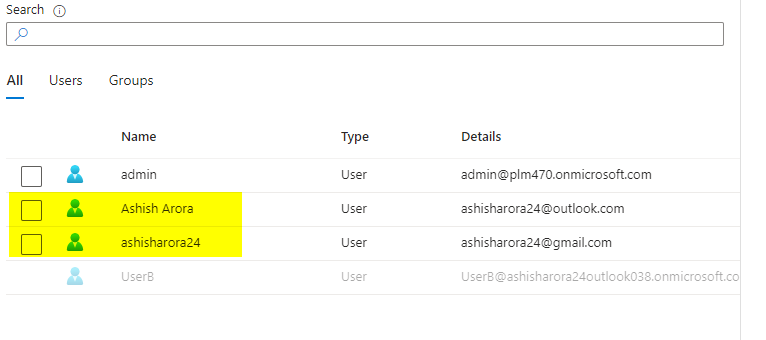 Search
All Users Groups
Name Type Details
admin User admin@plm470.onmicrosoft.com
Ashish Arora User ashisharora24@outlook.com
ashisharora24 User ashisharora24@gmail.com
UserB User UserB@ashisharora24outlook038.onmicrosoft.co